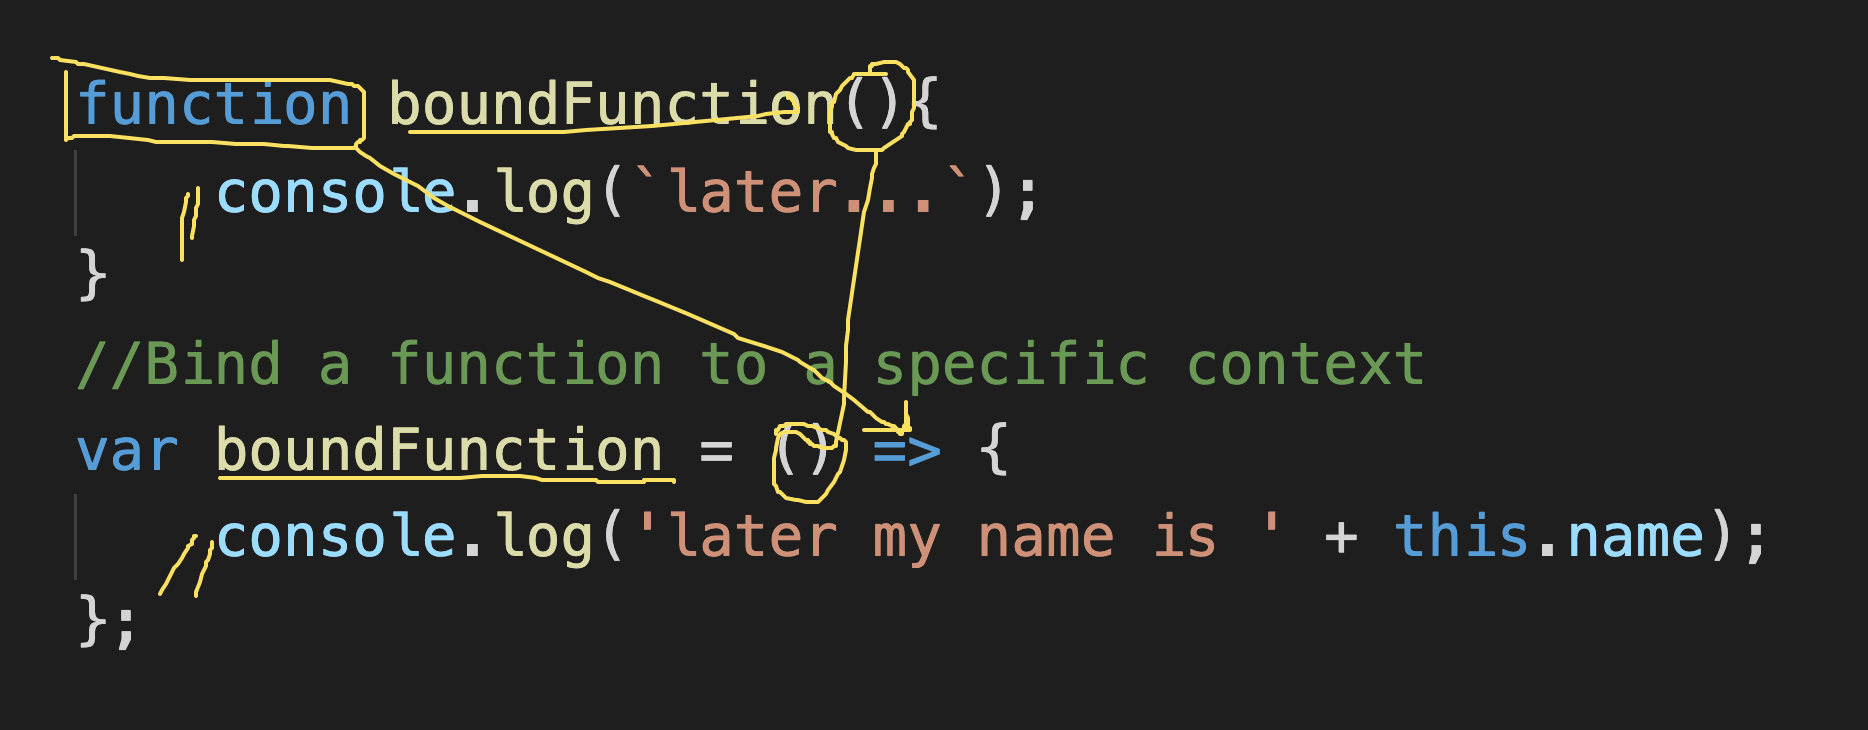 function boundFunction(){
    console.log(`later...`);
}
//Bind a function to a specific context
var boundFunction = () => {
    console.log('later my name is ' + this.name);
};